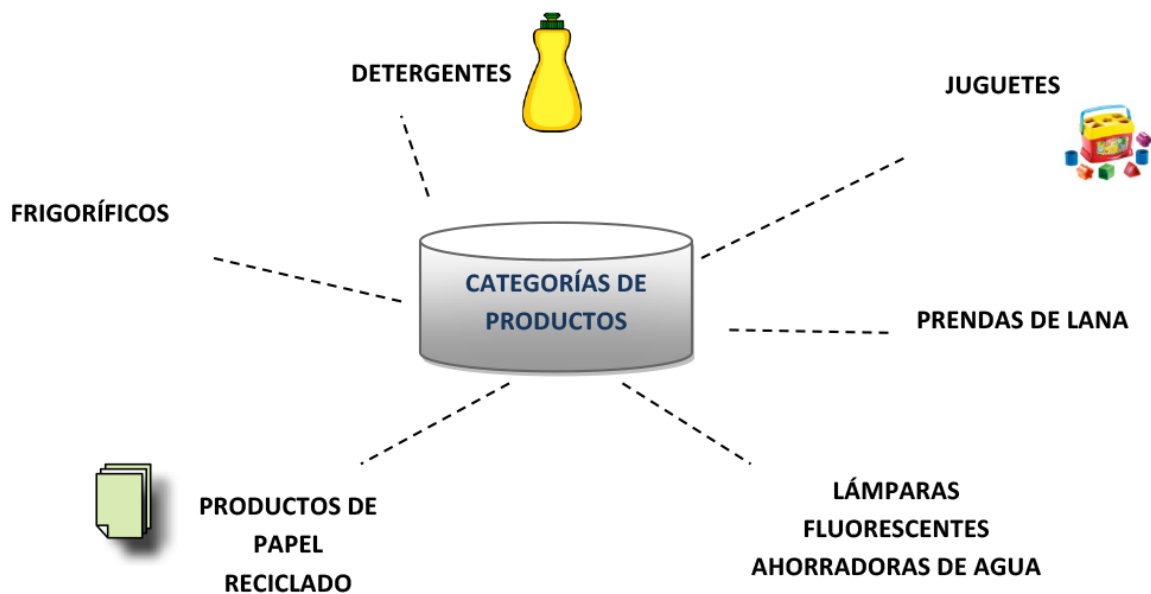 DETERGENTES
JUGUETES
FRIGORÍFICOS
CATEGORÍAS DE
PRODUCTOS
PRENDAS DE LANA
PRODUCTOS DE
PAPEL
RECICLADO
LÁMPARAS
FLUORESCENTES
AHORRADORAS DE AGUA